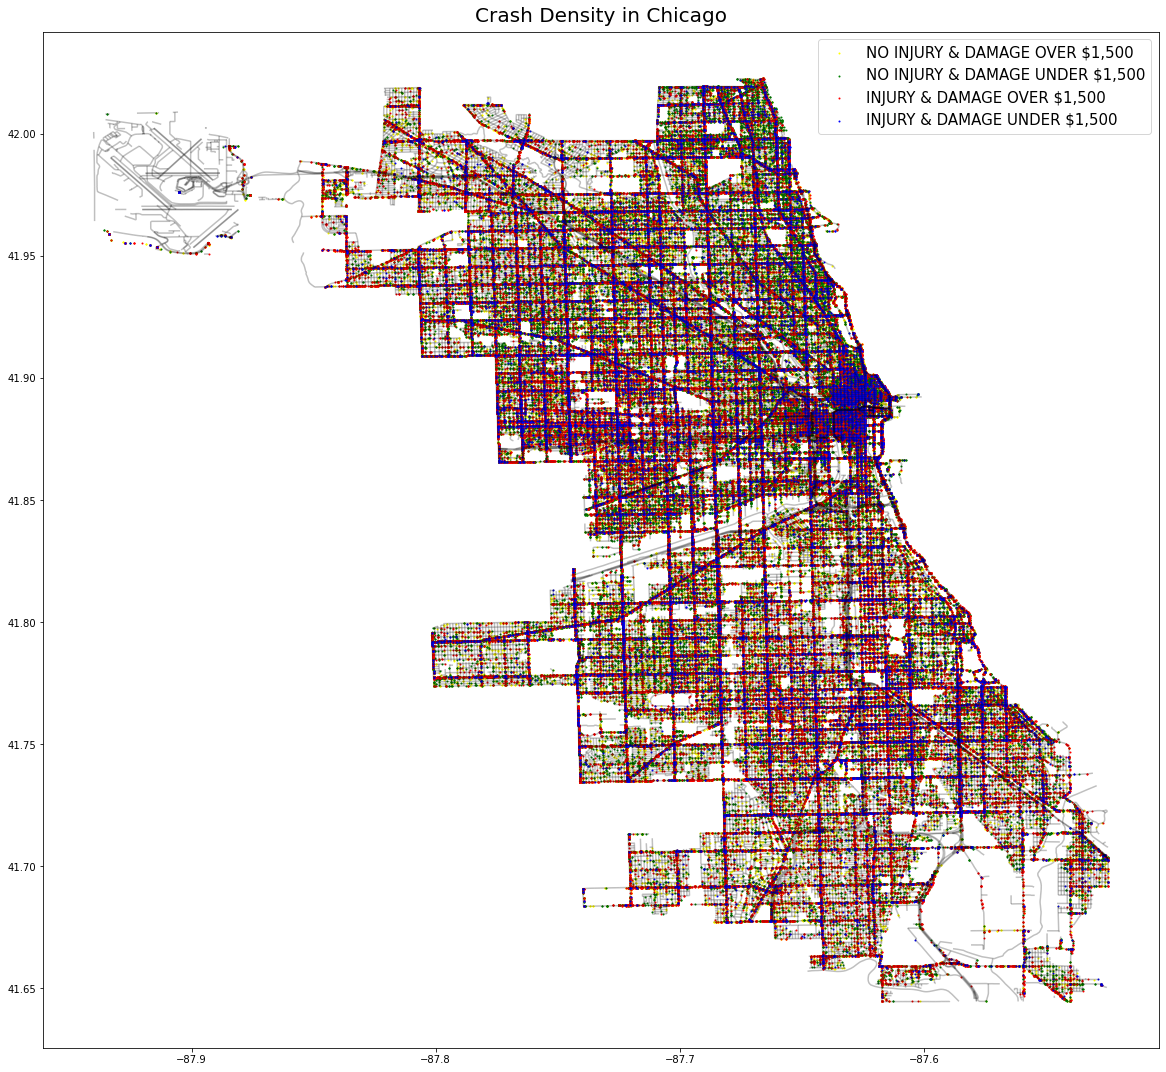 Crash Density in Chicago
NO INJURY & DAMAGE OVER $1,500
NO INJURY & DAMAGE UNDER $1,500
INJURY & DAMAGE OVER $1,500
INJURY & DAMAGE UNDER $1,500
42.00
41.95
41.90
41.85
41.80
41.75
41.70
41.65
−87.9
−87.8
−87.7
−87.6